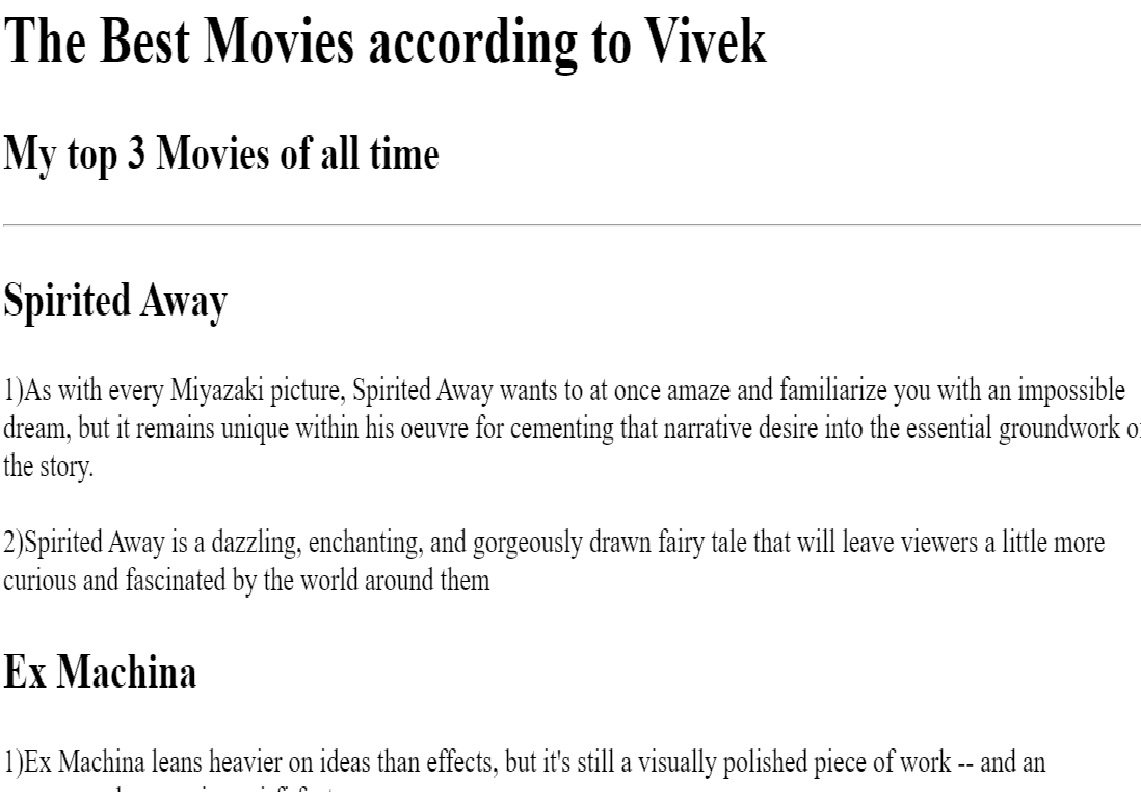 The Best Movies according to Vivek
My top 3 Movies of all time
Spirited Away
1)As with every Miyazaki picture, Spirited Away wants to at once amaze and familiarize you with an impossible
dream, but it remains unique within his oeuvre for cementing that narrative desire into the essential groundwork of
the story.
2)Spirited Away is a dazzling, enchanting, and gorgeously drawn fairy tale that will leave viewers a little more
curious and fascinated by the world around them
Ex Machina
1)Ex Machina leans heavier on ideas than effects, but it's still a visually polished piece of work -- and an